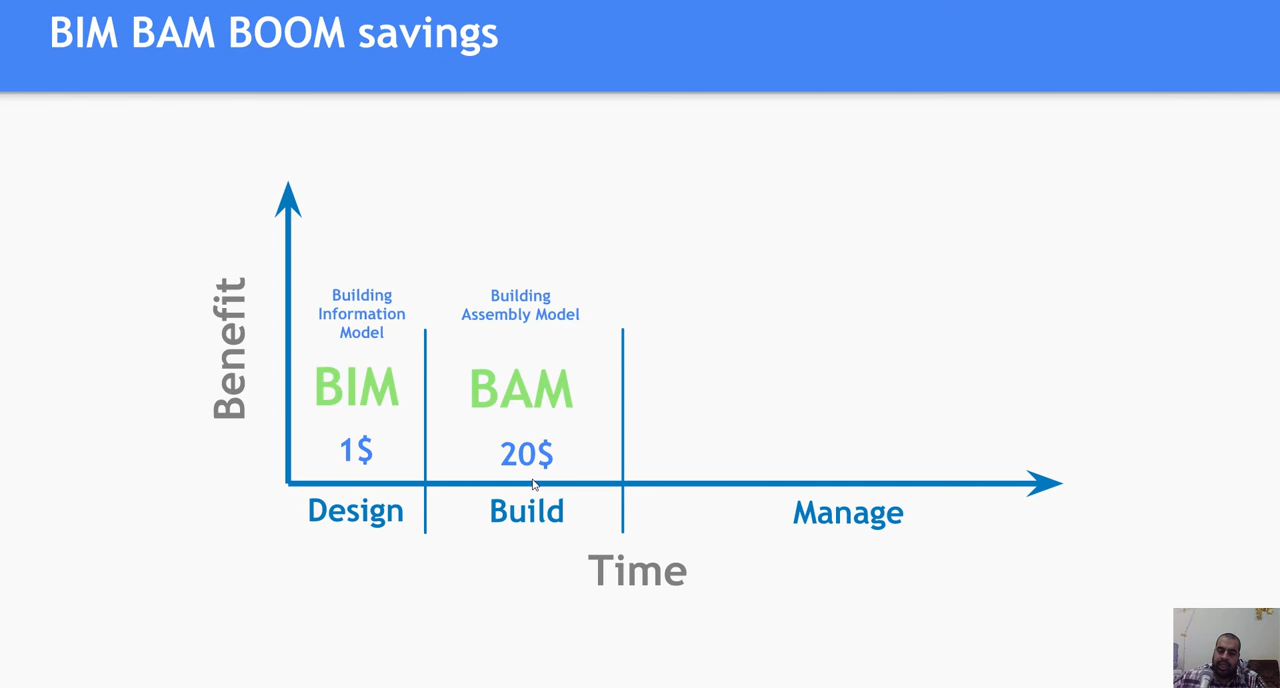 BIM BAM BOOM savings
Benefit
Building
Information
Model
BIM
1$
Design
Building
Assembly Model
BAM
20$
Build
Manage
Time